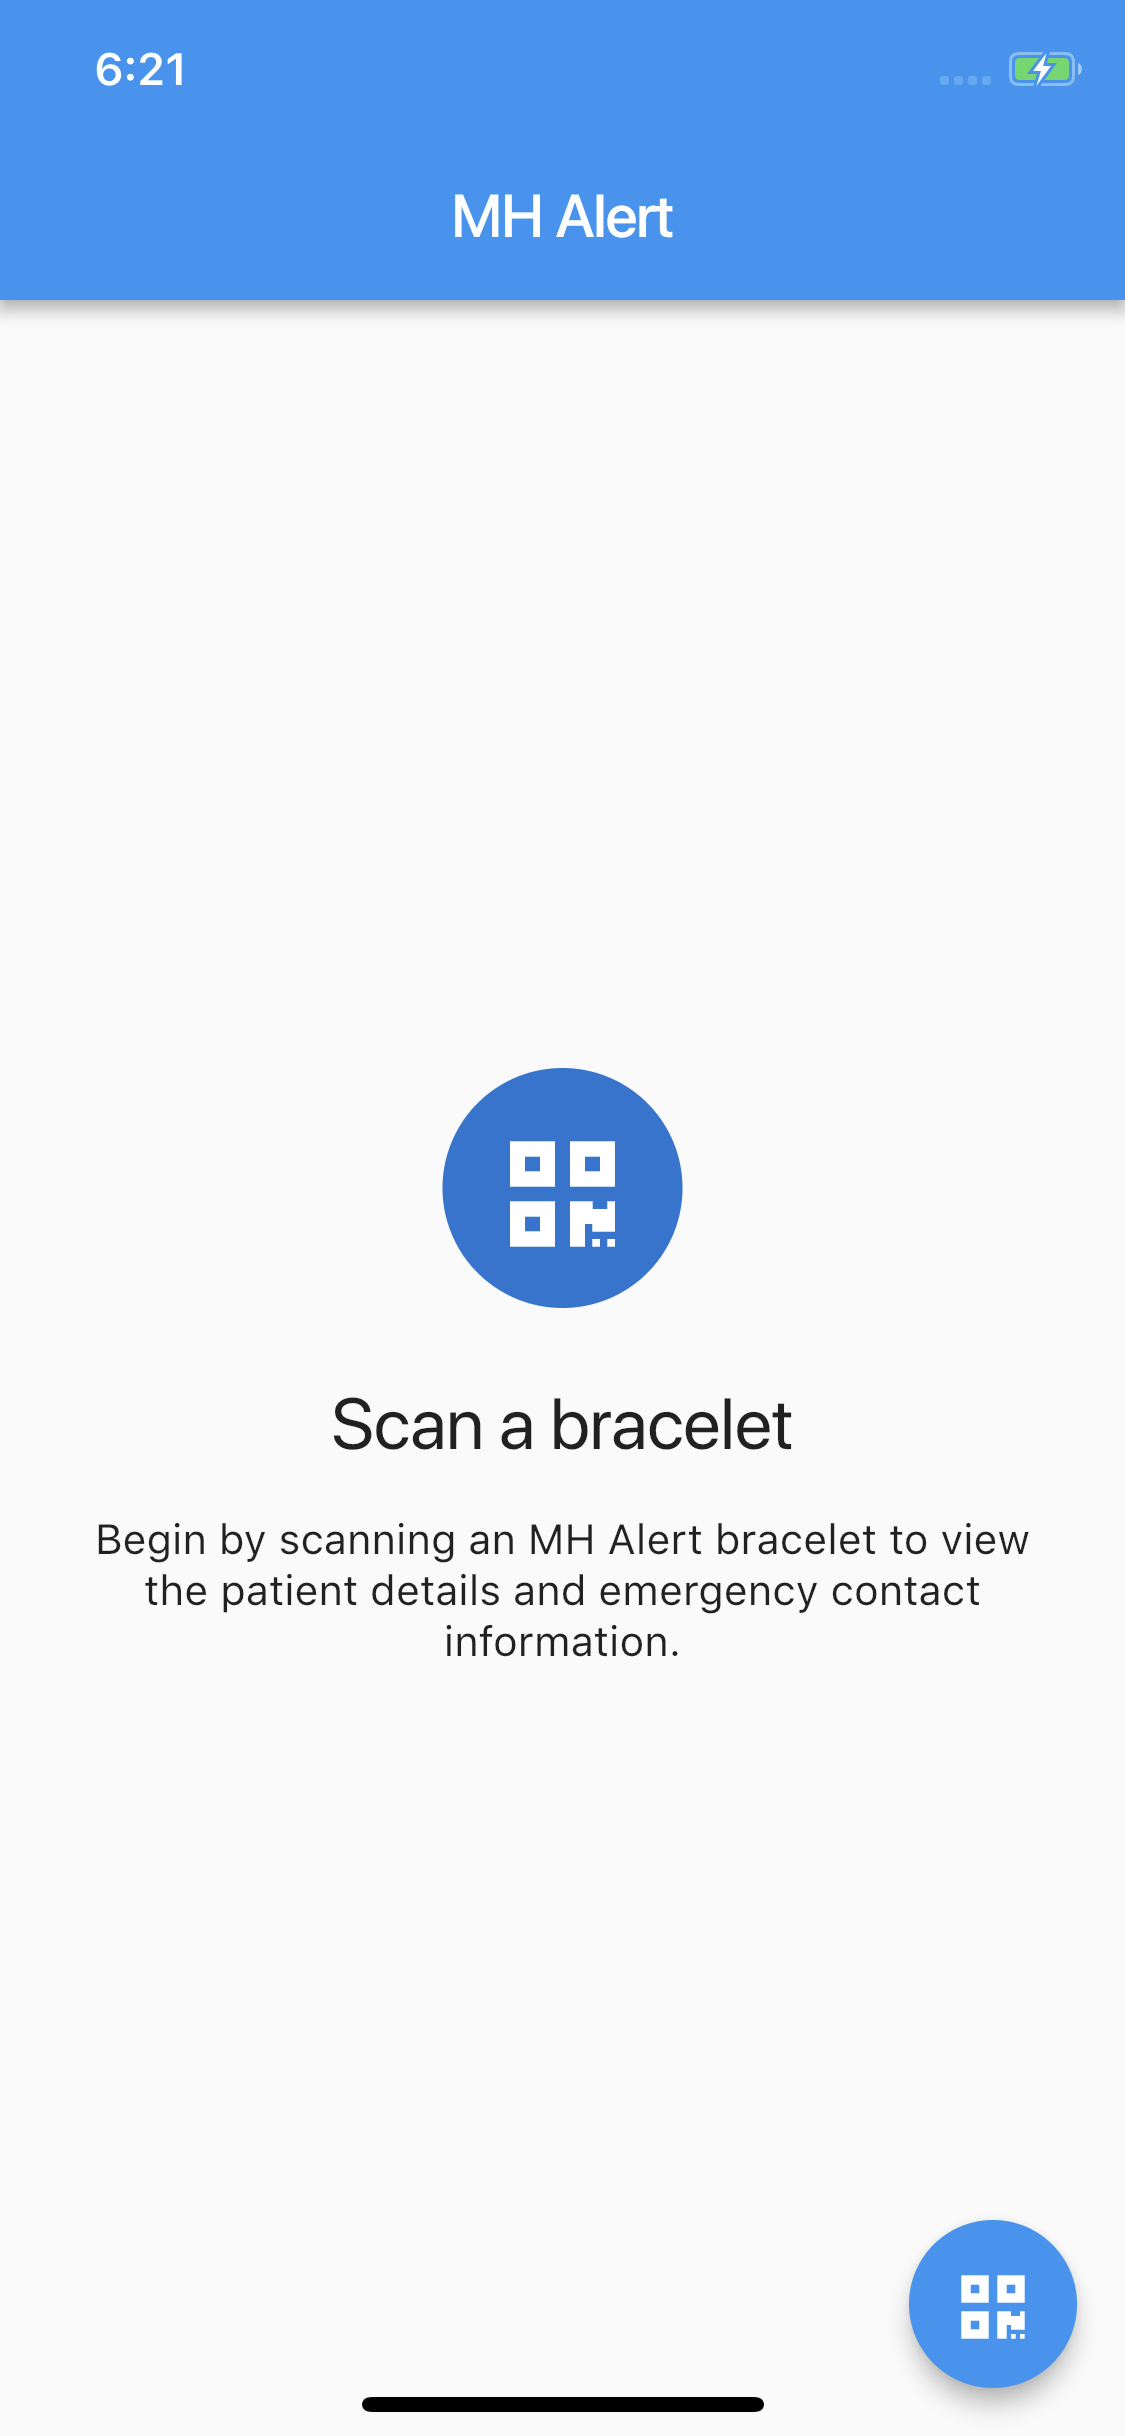 6:21
MH Alert
Scan a bracelet
Begin by scanning an MH Alert bracelet to view
the patient details and emergency contact
information.